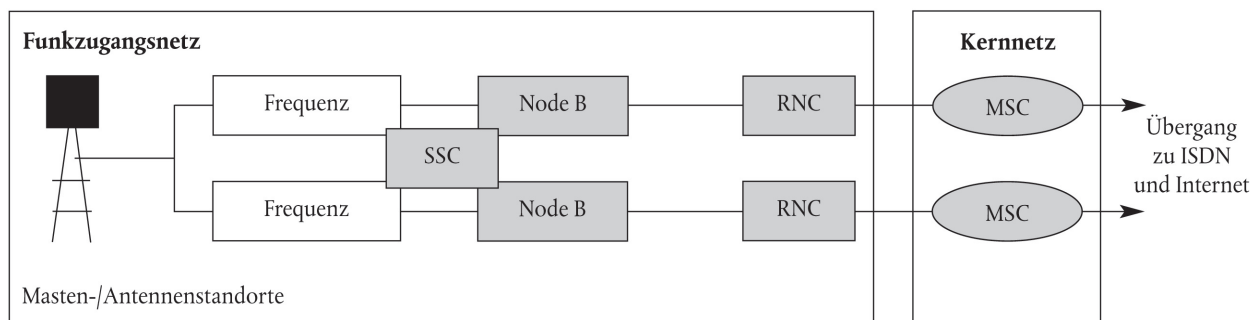 Funkzugangsnetz
Kernnetz
Frequenz
Node B
RNC
MSC
SSC
Übergang
zu ISDN
und Internet
Frequenz
Node B
RNC
MSC
Masten-/Antennenstandorte